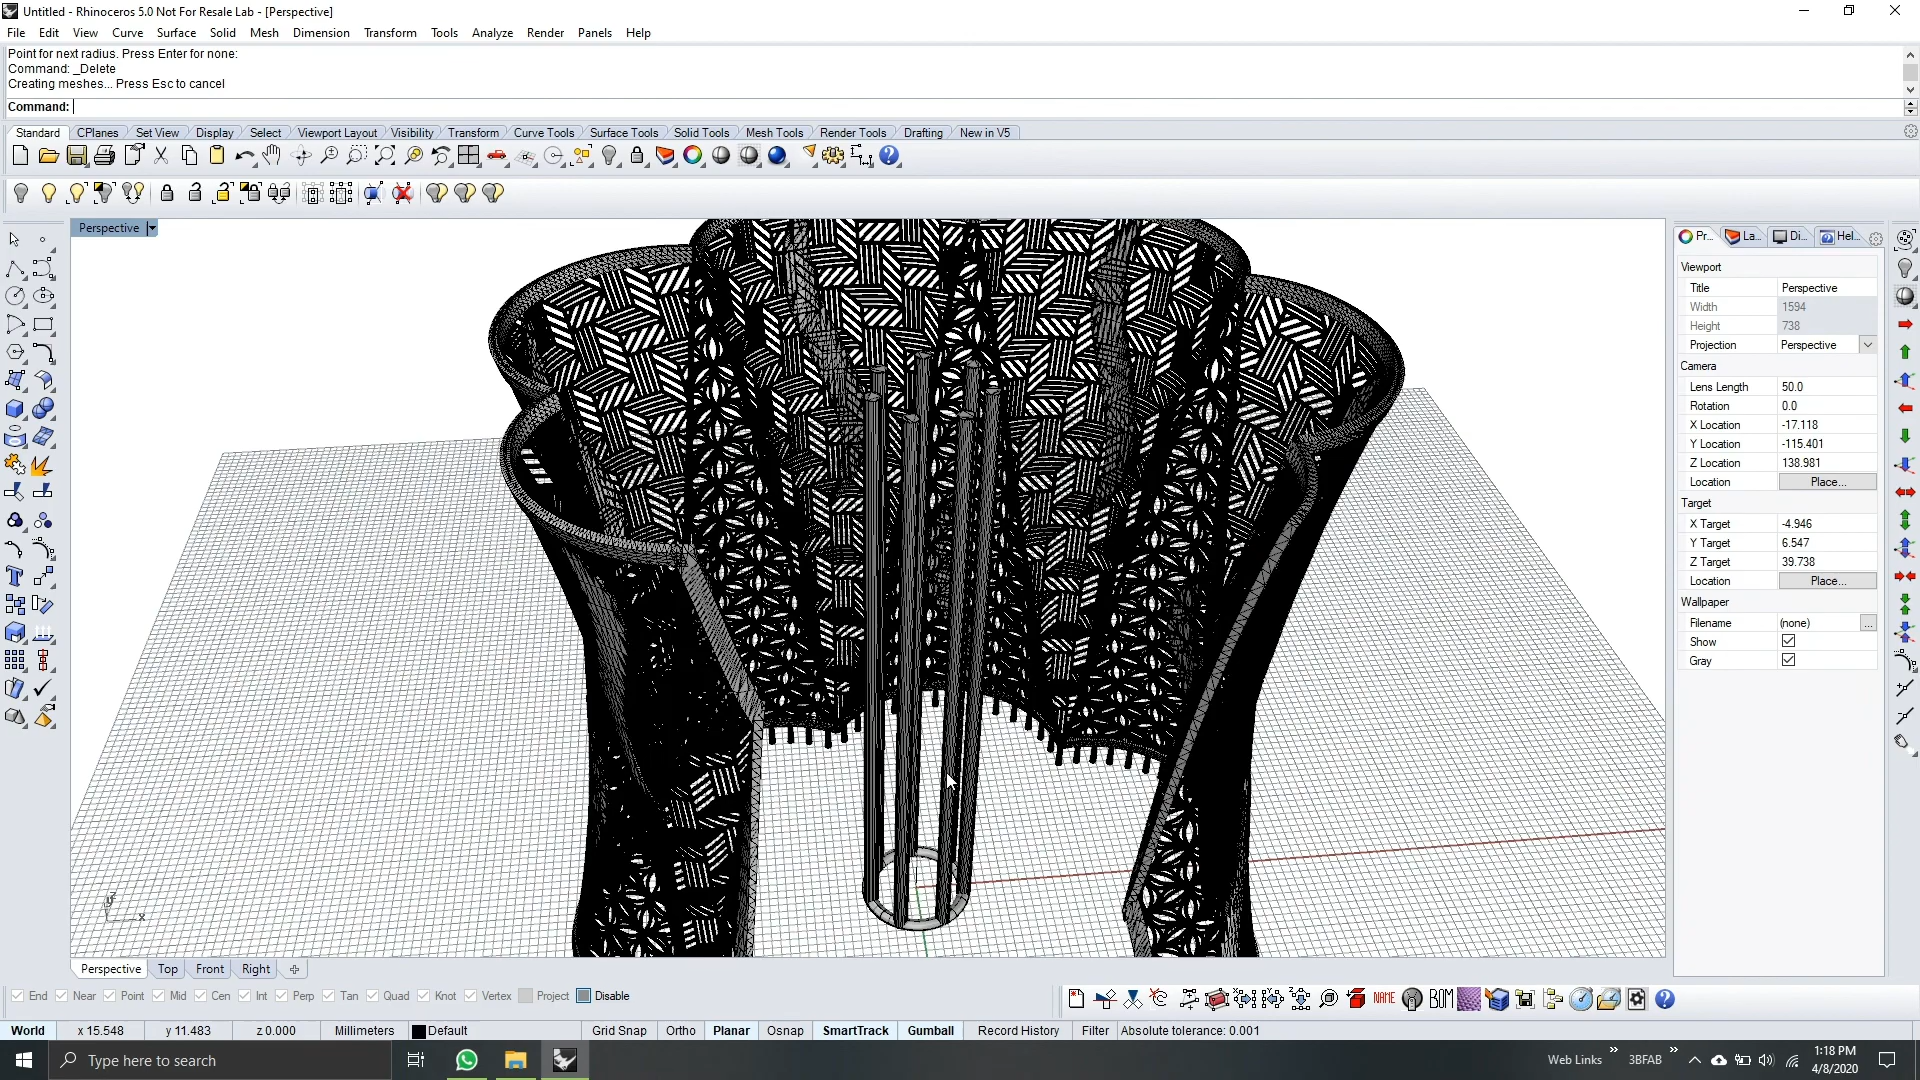 Untitled - Rhinoceros 5.0 Not For Resale Lab - [Perspective]
File Edit View Curve Surface Solid Mesh Dimension Transform Tools Analyze Render Panels Help
Point for next radius. Press Enter for none:
Command: _Delete
Creating meshes... Press Esc to cancel
Command:
Standard CPlanes Set View Display Select Viewport Layout Visibility Transform Curve Tools Surface Tools Solid Tools Mesh Tools Render Tools Drafting New in V5
Perspective
Pr... La... Di... Hel...
Viewport
Title Perspective
Width 1594
Height 738
Projection Perspective
Camera
Lens Length 50.0
Rotation 0.0
X Location -17.118
Y Location -115.401
Z Location 138.981
Location Place...
Target
X Target -4.946
Y Target 6.547
Z Target 39.738
Location Place...
Wallpaper
Filename (none) ...
Show
Gray
z
y
x
Perspective Top Front Right
End Near Point Mid Cen Int Perp Tan Quad Knot Vertex Project Disable
NAME BOM
World x 15.548 y 11.483 z 0.000 Millimeters Default Grid Snap Ortho Planar Osnap SmartTrack Gumball Record History Filter Absolute tolerance: 0.001
Type here to search
Web Links » 3BFAB »
1:18 PM
4/8/2020